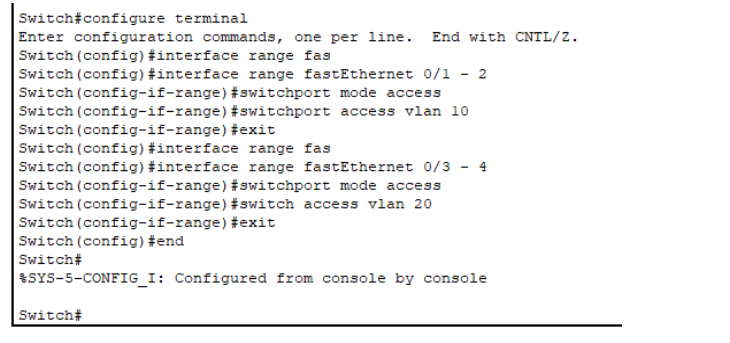 Switch#configure terminal
Enter configuration commands, one per line.  End with CNTL/Z.
Switch(config)#interface range fas
Switch(config)#interface range fastEthernet 0/1 - 2
Switch(config-if-range)#switchport mode access
Switch(config-if-range)#switchport access vlan 10
Switch(config-if-range)#exit
Switch(config)#interface range fas
Switch(config)#interface range fastEthernet 0/3 - 4
Switch(config-if-range)#switchport mode access
Switch(config-if-range)#switch access vlan 20
Switch(config-if-range)#exit
Switch(config)#end
Switch#
%SYS-5-CONFIG_I: Configured from console by console
Switch#